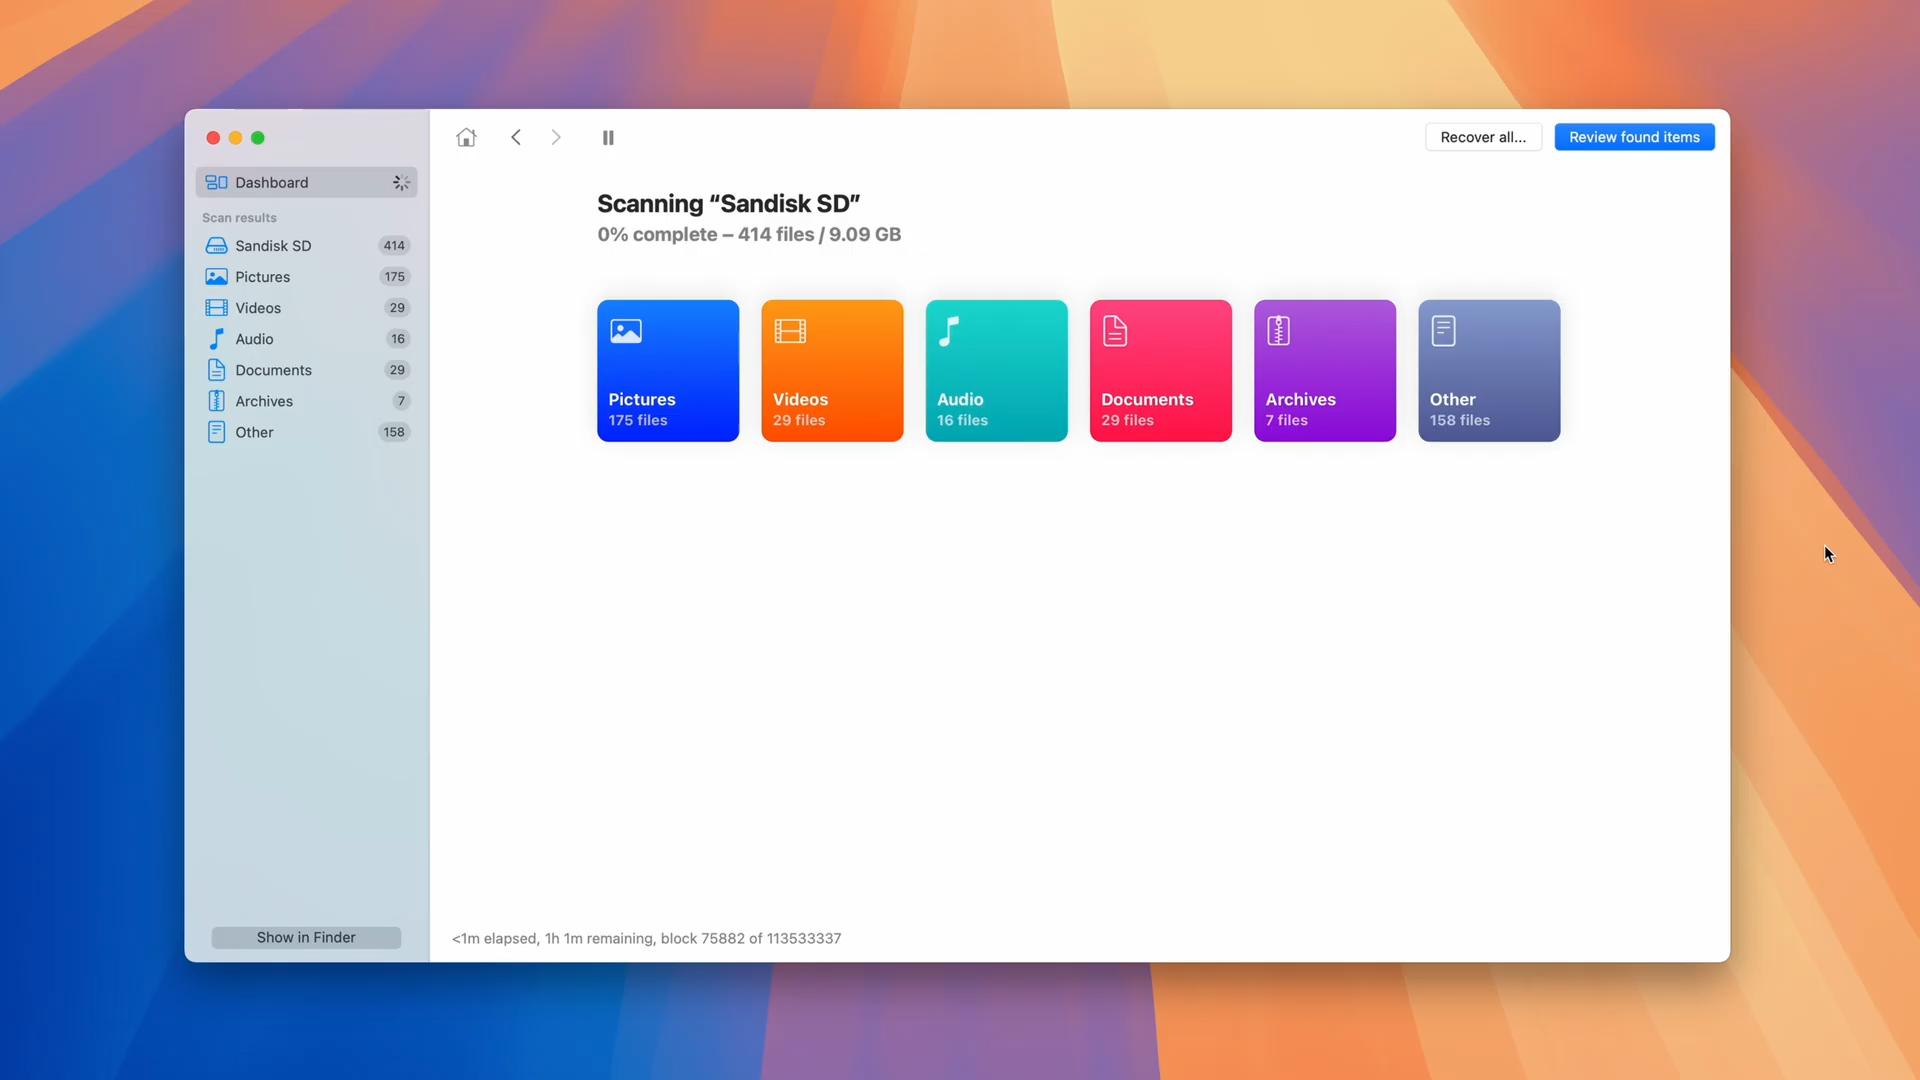 Recover all...
Review found items
Dashboard
Scan results
Sandisk SD 414
Pictures 175
Videos 29
Audio 16
Documents 29
Archives 7
Other 158
Show in Finder
Scanning “Sandisk SD”
0% complete – 414 files / 9.09 GB
Pictures
175 files
Videos
29 files
Audio
16 files
Documents
29 files
Archives
7 files
Other
158 files
<1m elapsed, 1h 1m remaining, block 75882 of 113533337